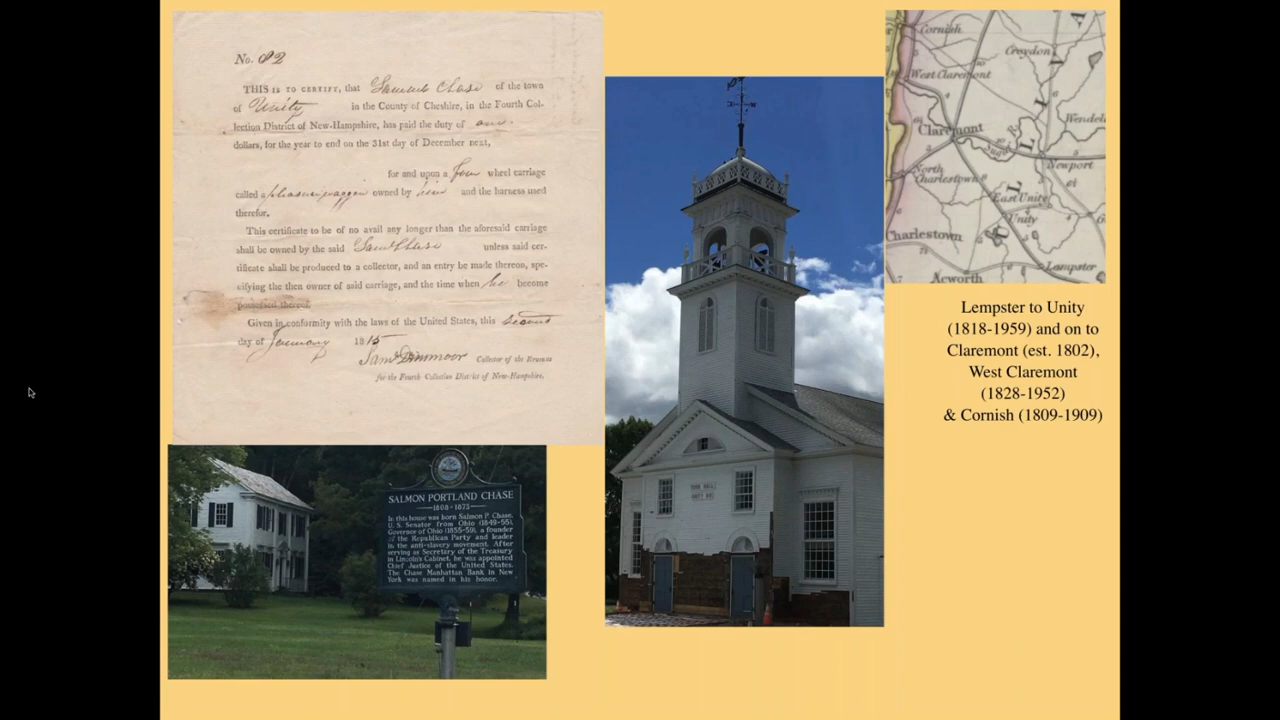 No. 82
THIS IS TO CERTIFY, that Samuel Chase of the town
of Unity in the County of Cheshire, in the Fourth Col-
lection District of New-Hampshire, has paid the duty of one
dollars, for the year to end on the 31st day of December next,
for and upon a four wheel carriage
called a pleasure waggon owned by him and the harness used
therefor.
This certificate to be of no avail any longer than the aforesaid carriage
shall be owned by the said Saml Chase unless said cer-
tificate shall be produced to a collector, and an entry be made thereon, spe-
cifying the then owner of said carriage, and the time when he become
possessed thereof.
Given in conformity with the laws of the United States, this Second
day of January 1815
Saml Dinsmoor Collector of the Revenue
for the Fourth Collection District of New-Hampshire.
SALMON PORTLAND CHASE
1808-1873
In this house was born Salmon P. Chase,
U.S. Senator from Ohio (1849-55),
Governor of Ohio (1855-59), a founder
of the Republican Party and leader
in the anti-slavery movement. After
serving as Secretary of the Treasury
in Lincoln's Cabinet, he was appointed
Chief Justice of the United States.
The Chase Manhattan Bank in New
York was named in his honor.
TOWN HALL
Cornish
Croydon
West Claremont
Wendel
Claremont
Sugar R.
Newport
North
Charlestown
East Unity
Unity
Charlestown
Lempster
Acworth
Lempster to Unity
(1818-1959) and on to
Claremont (est. 1802),
West Claremont
(1828-1952)
& Cornish (1809-1909)